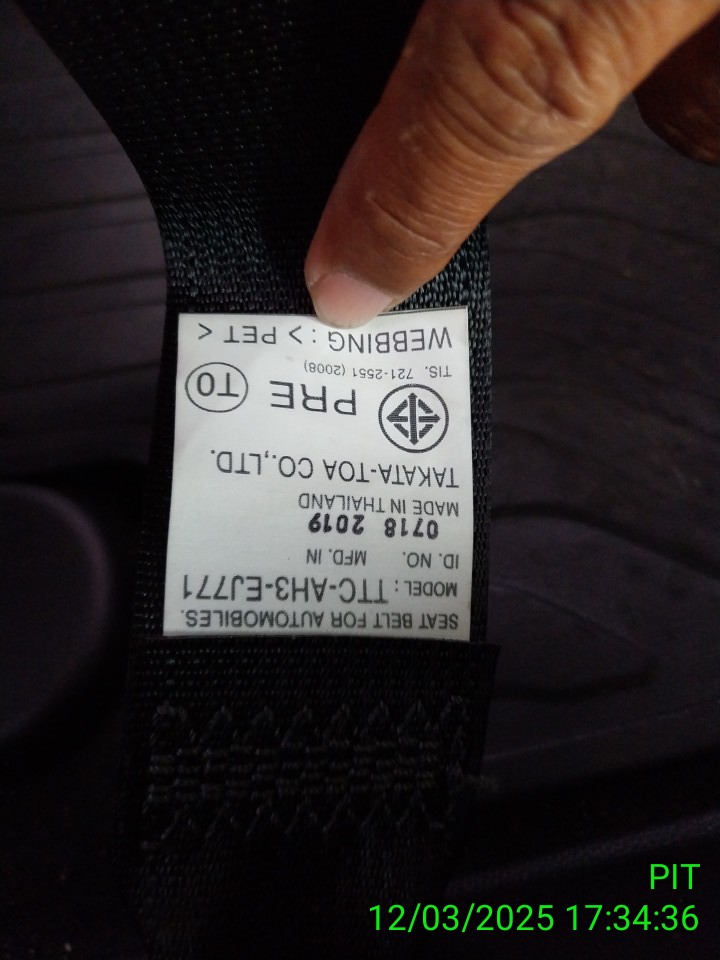 SEAT BELT FOR AUTOMOBILES.
MODEL : TTC-AH3-EJ771
ID. NO. MFD. IN
0718 2019
MADE IN THAILAND
TAKATA-TOA CO.,LTD.
PRE TO
TIS. 721-2551 (2008)
WEBBING : > PET <
PIT
12/03/2025 17:34:36